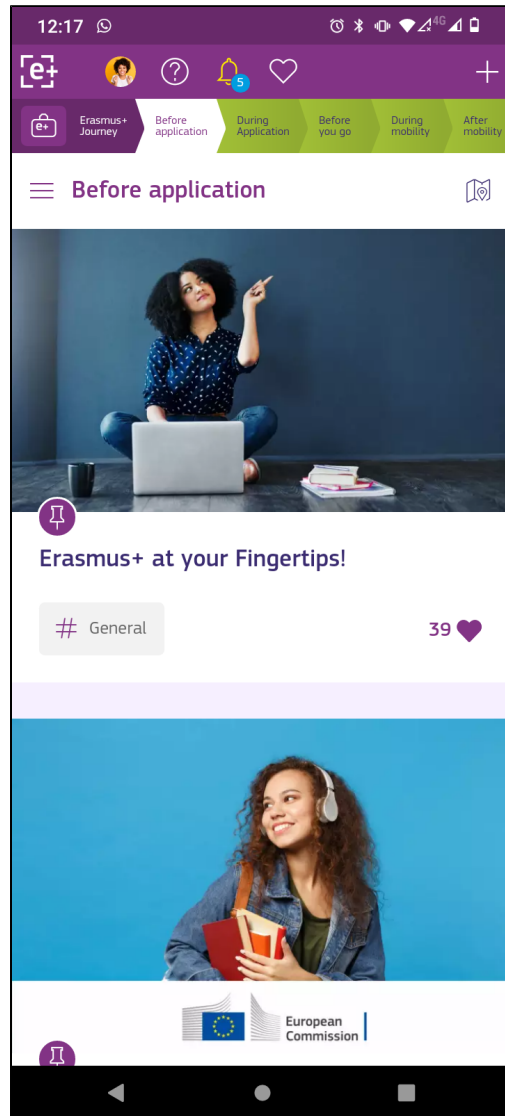 12:17
4G
[e+]
5
e+
Erasmus+
Journey
Before
application
During
Application
Before
you go
During
mobility
After
mobility
Before application
Erasmus+ at your Fingertips!
# General
39
European
Commission